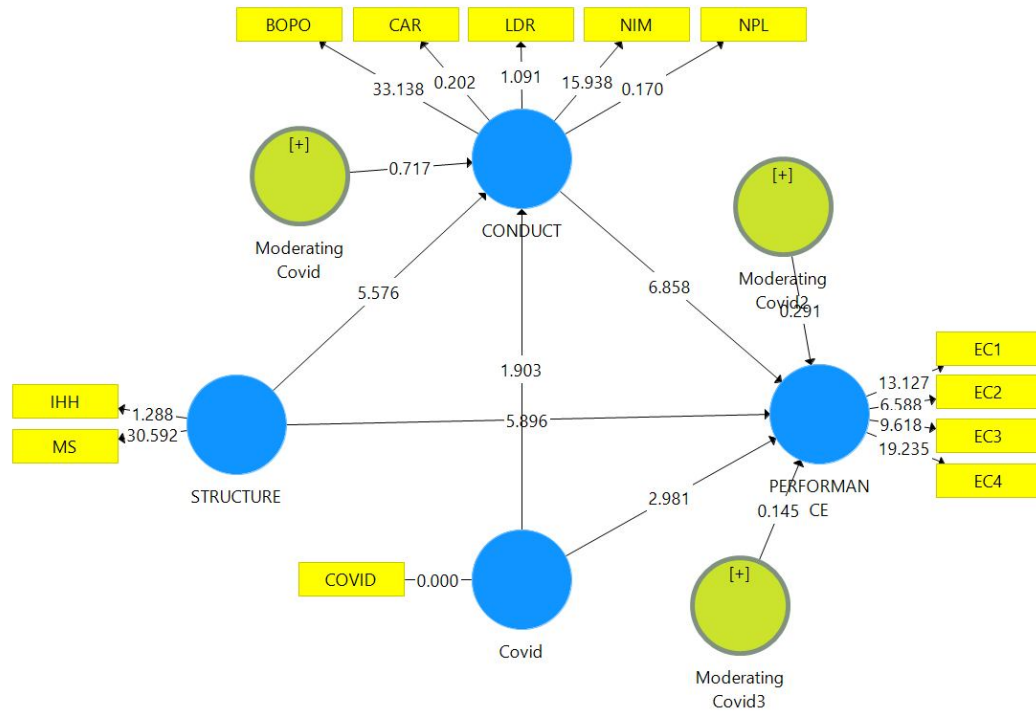 BOPO CAR LDR NIM NPL
33.138 0.202 1.091 15.938 0.170
[+]
0.717
Moderating
Covid
CONDUCT
[+]
Moderating
Covid2
0.291
5.576
6.858
1.903
5.896
IHH
1.288
MS
30.592
STRUCTURE
EC1
13.127
EC2
6.588
EC3
9.618
EC4
19.235
PERFORMAN
CE
2.981
0.145
COVID
0.000
Covid
[+]
Moderating
Covid3